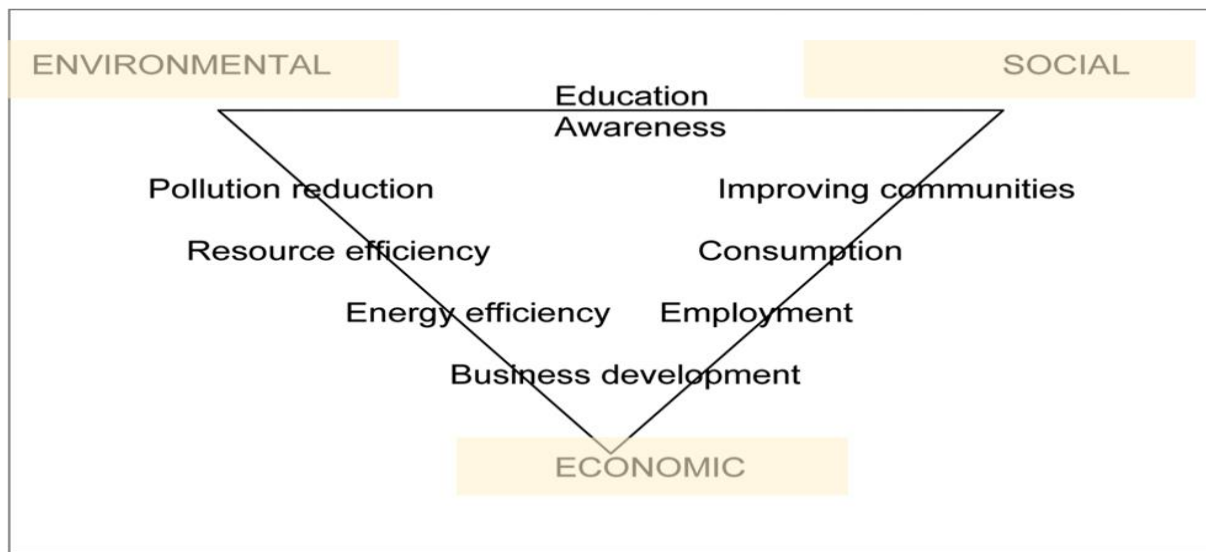 ENVIRONMENTAL
SOCIAL
Education
Awareness
Pollution reduction
Improving communities
Resource efficiency
Consumption
Energy efficiency
Employment
Business development
ECONOMIC